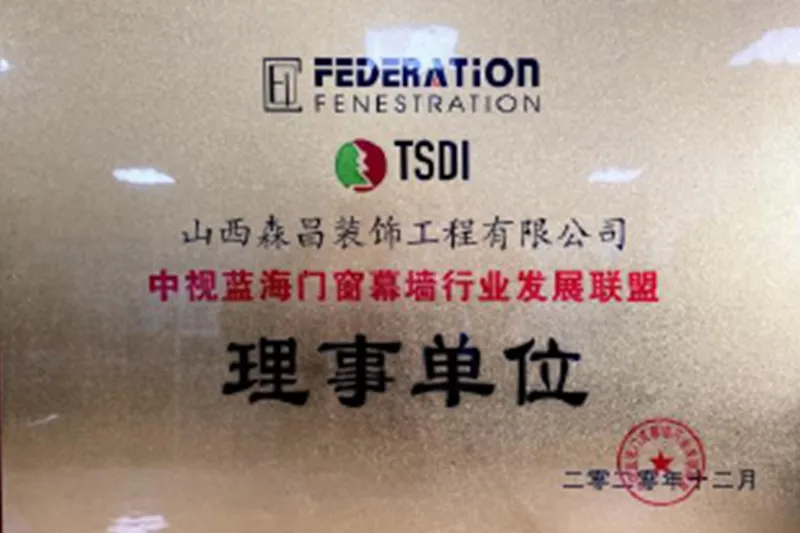 FEDERATION
FENESTRATION
TSDI
山西森昌装饰工程有限公司
中视蓝海门窗幕墙行业发展联盟
理事单位
二零二零年十二月